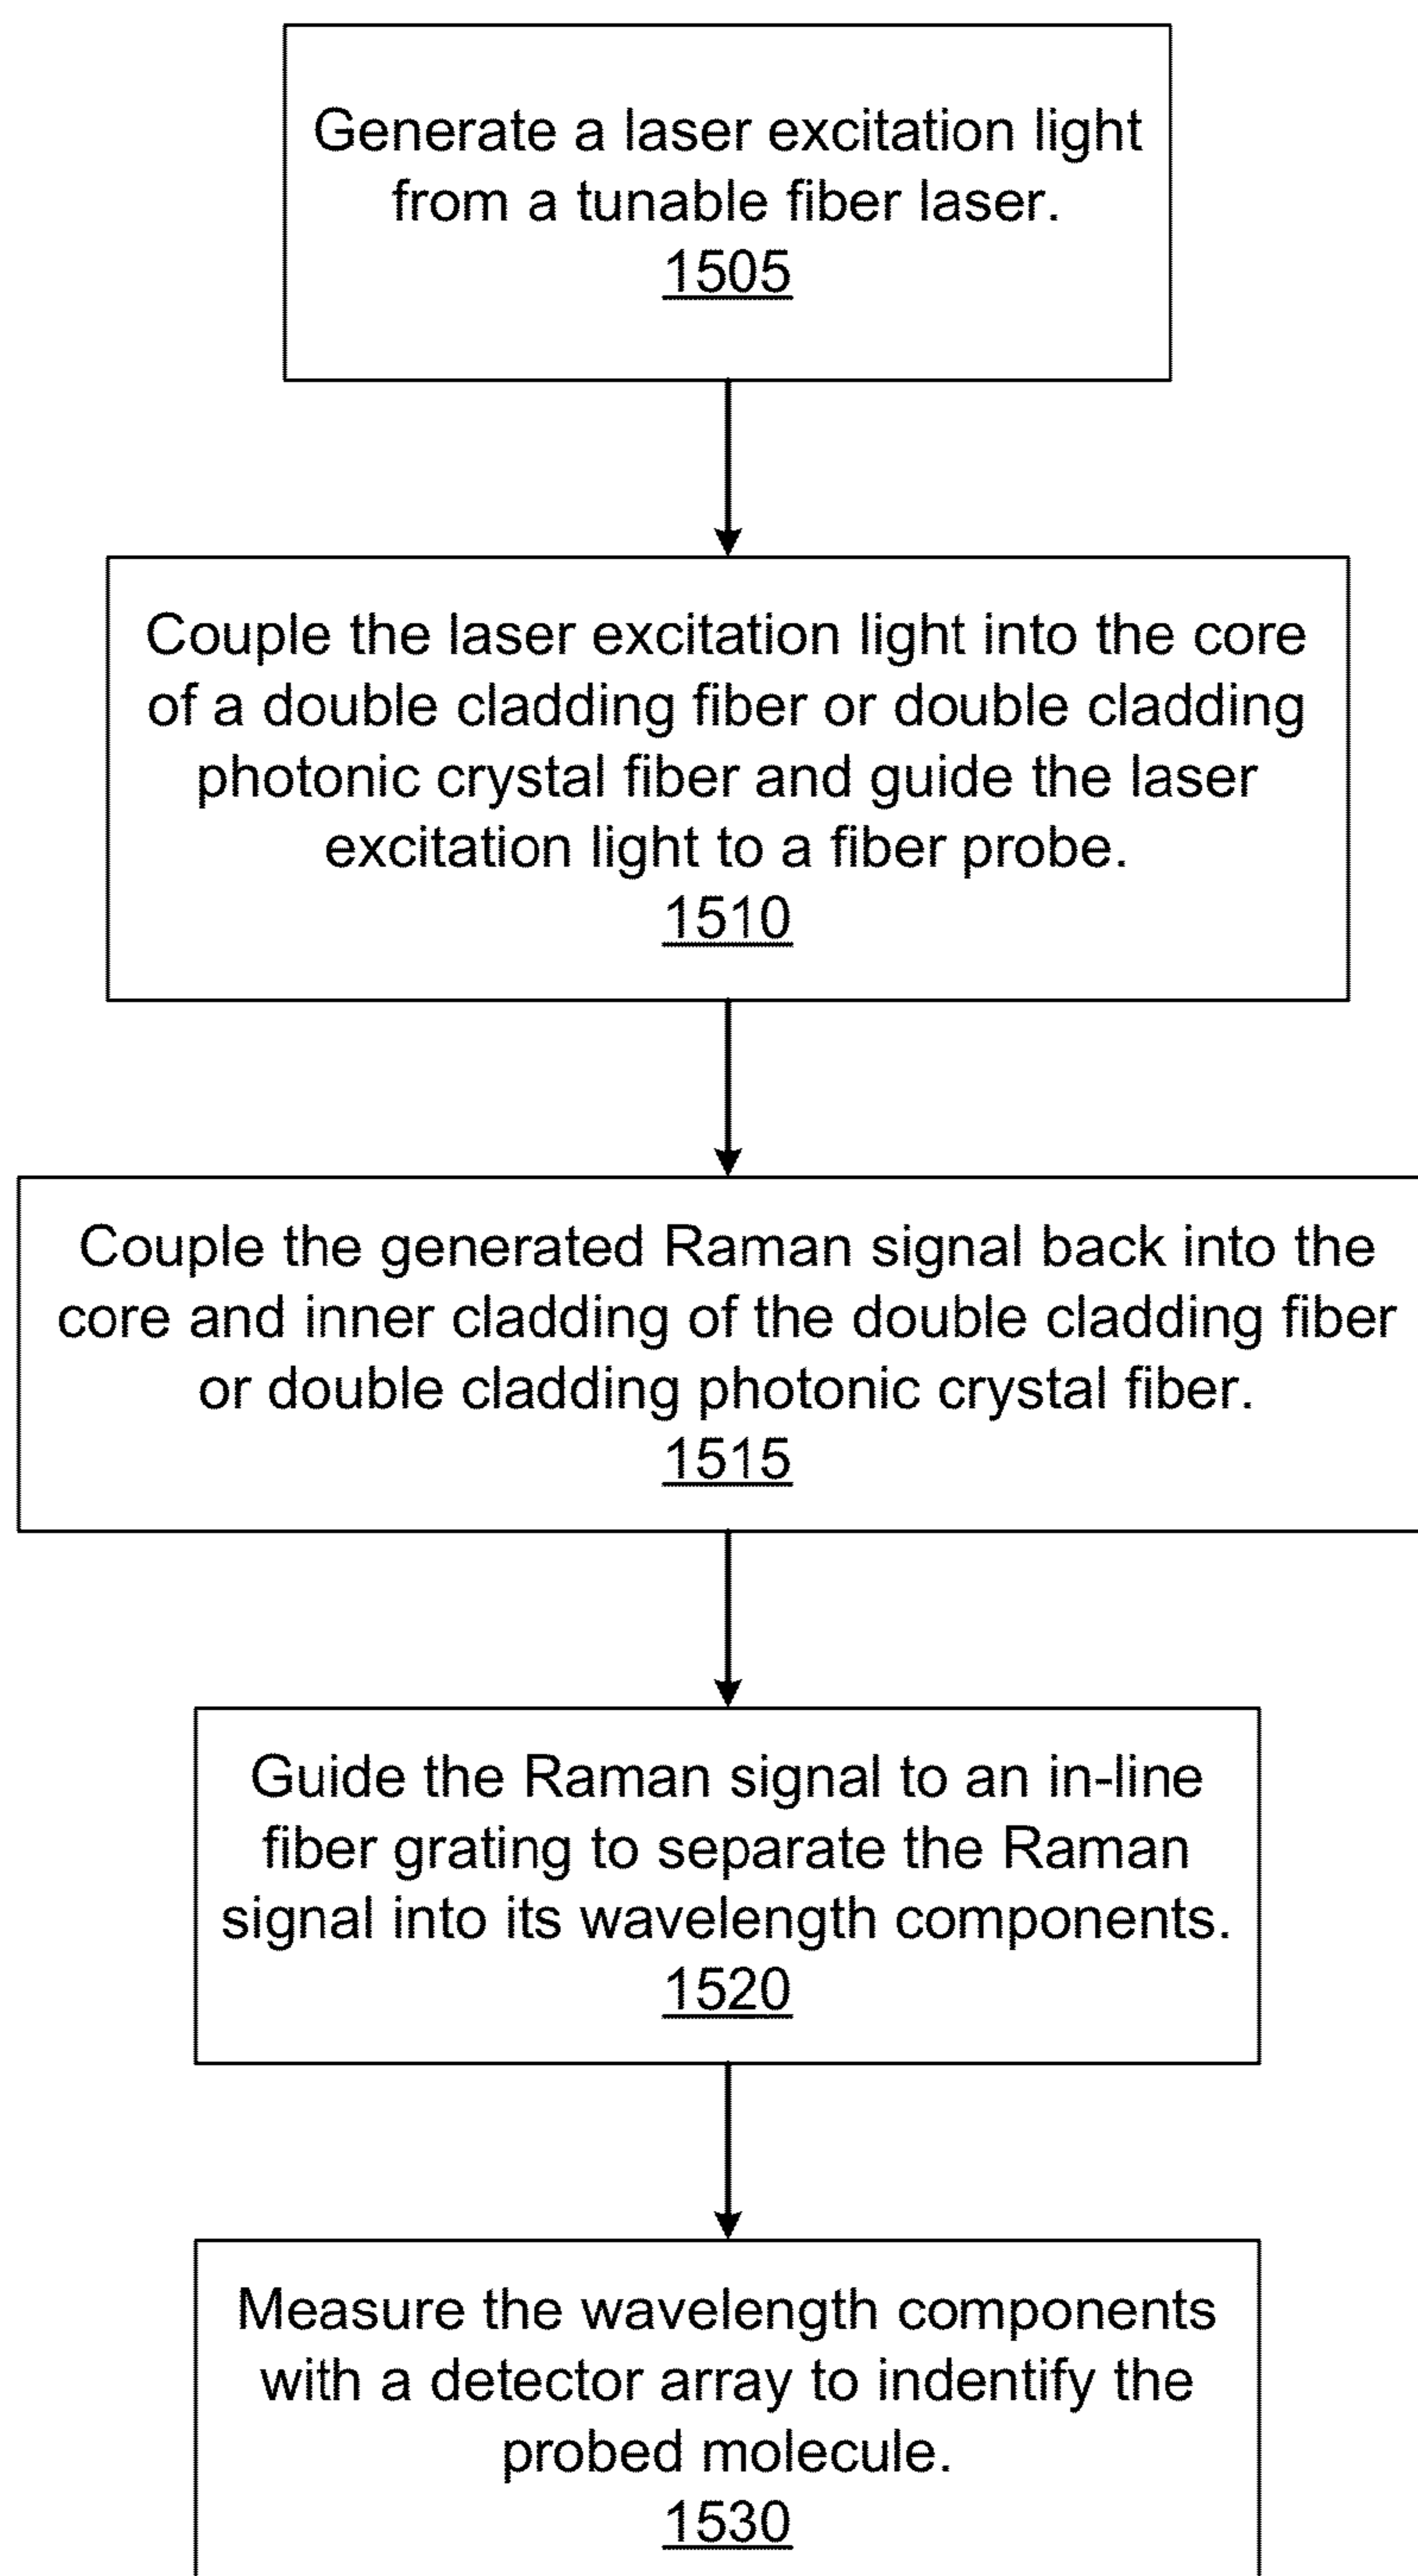 Generate a laser excitation light
from a tunable fiber laser.
1505
Couple the laser excitation light into the core
of a double cladding fiber or double cladding
photonic crystal fiber and guide the laser
excitation light to a fiber probe.
1510
Couple the generated Raman signal back into the
core and inner cladding of the double cladding fiber
or double cladding photonic crystal fiber.
1515
Guide the Raman signal to an in-line
fiber grating to separate the Raman
signal into its wavelength components.
1520
Measure the wavelength components
with a detector array to indentify the
probed molecule.
1530